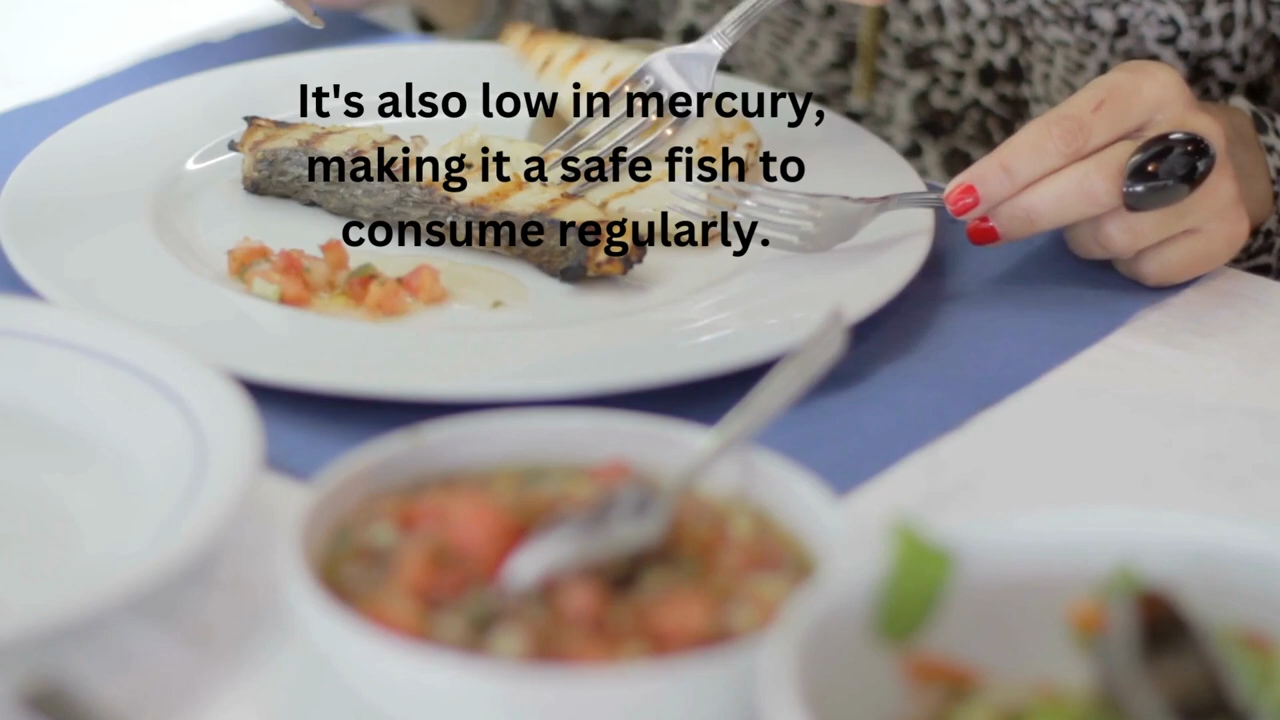 It's also low in mercury,
making it a safe fish to
consume regularly.